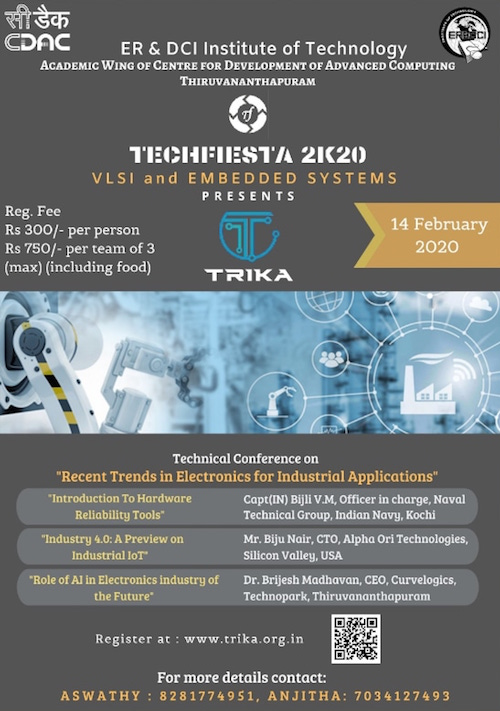 सी डैक
CDAC
ER & DCI Institute of Technology
ACADEMIC WING OF CENTRE FOR DEVELOPMENT OF ADVANCED COMPUTING
THIRUVANANTHAPURAM
Tf
TECHFIESTA 2K20
VLSI and EMBEDDED SYSTEMS
PRESENTS
Reg. Fee
Rs 300/- per person
Rs 750/- per team of 3
(max) (including food)
TRIKA
14 February
2020
Technical Conference on
"Recent Trends in Electronics for Industrial Applications"
"Introduction To Hardware
Reliability Tools"
Capt(IN) Bijli V.M, Officer in charge, Naval
Technical Group, Indian Navy, Kochi
"Industry 4.0: A Preview on
Industrial IoT"
Mr. Biju Nair, CTO, Alpha Ori Technologies,
Silicon Valley, USA
"Role of AI in Electronics industry of
the Future"
Dr. Brijesh Madhavan, CEO, Curvelogics,
Technopark, Thiruvananthapuram
Register at : www.trika.org.in
For more details contact:
ASWATHY : 8281774951, ANJITHA: 7034127493